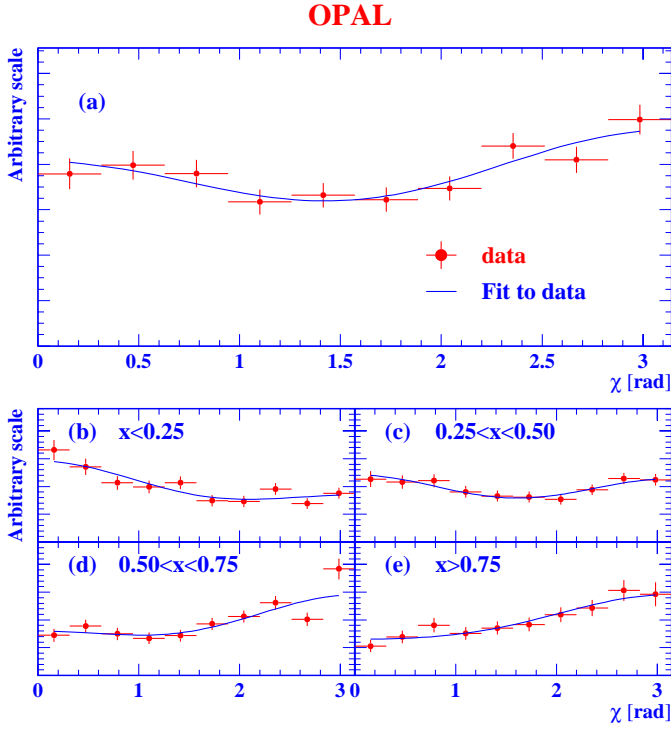 OPAL
Arbitrary scale
(a)
data
Fit to data
0 0.5 1 1.5 2 2.5 3
χ [rad]
Arbitrary scale
(b) x<0.25
(c) 0.25<x<0.50
(d) 0.50<x<0.75
(e) x>0.75
0 1 2 3 0 1 2 3
χ [rad]